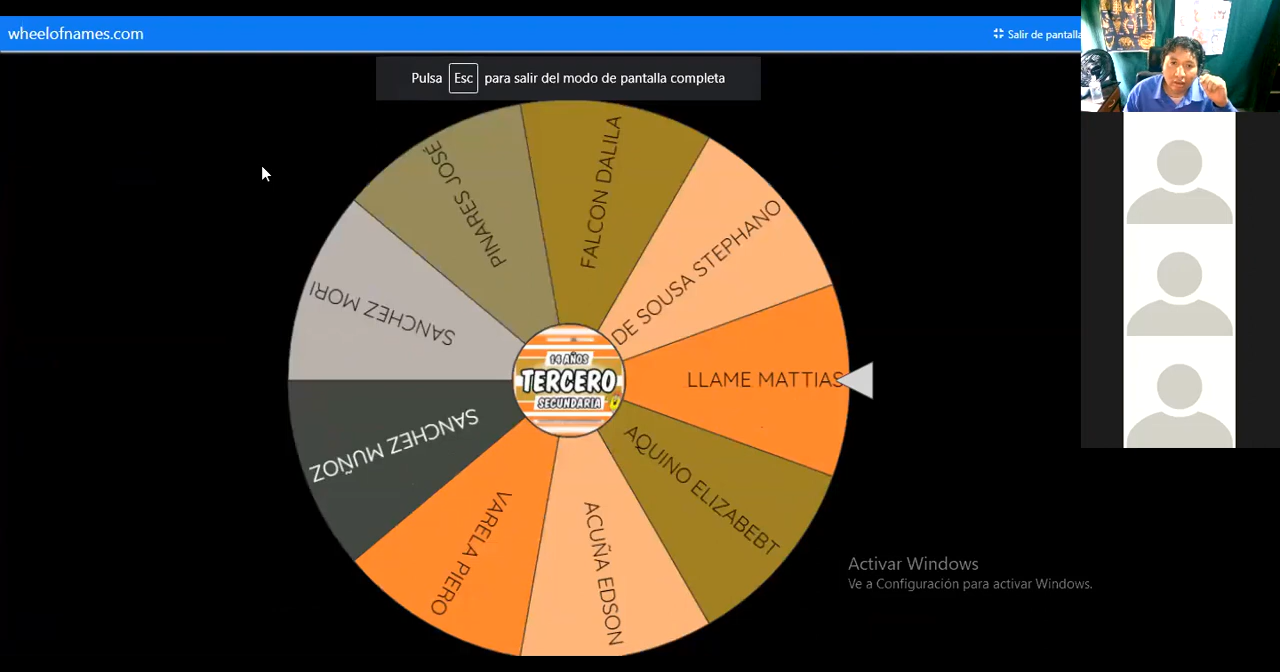 wheelofnames.com
Salir de pantalla
Pulsa Esc para salir del modo de pantalla completa
PINARES JOSÉ
FALCON DALILA
DE SOUSA STEPHANO
SANCHEZ MORI
LLAME MATTIAS
14 AÑOS
TERCERO
SECUNDARIA
SANCHEZ MUÑOZ
AQUINO ELIZABEBT
VARELA PIERO
ACUÑA EDSON
Activar Windows
Ve a Configuración para activar Windows.